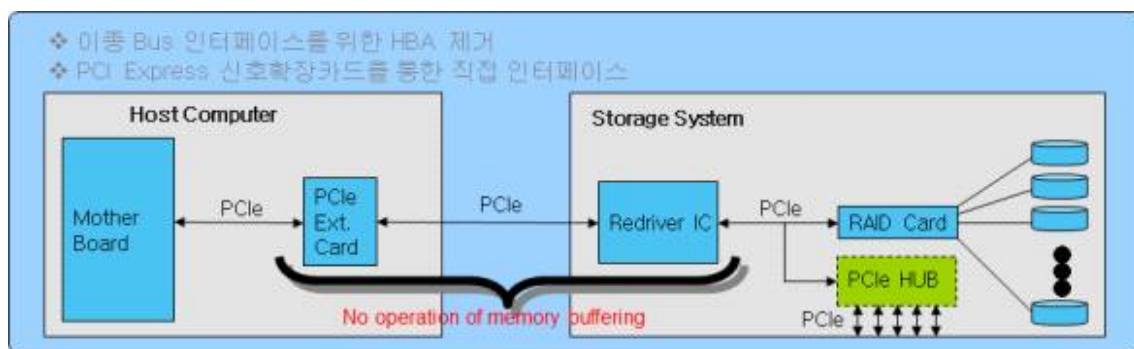 ❖ 이종 Bus 인터페이스를 위한 HBA 제거
❖ PCI Express 신호확장카드를 통한 직접 인터페이스
Host Computer
Storage System
Mother
Board
PCIe
PCIe
Ext.
Card
PCIe
Redriver IC
PCIe
RAID Card
PCIe HUB
PCIe
No operation of memory buffering